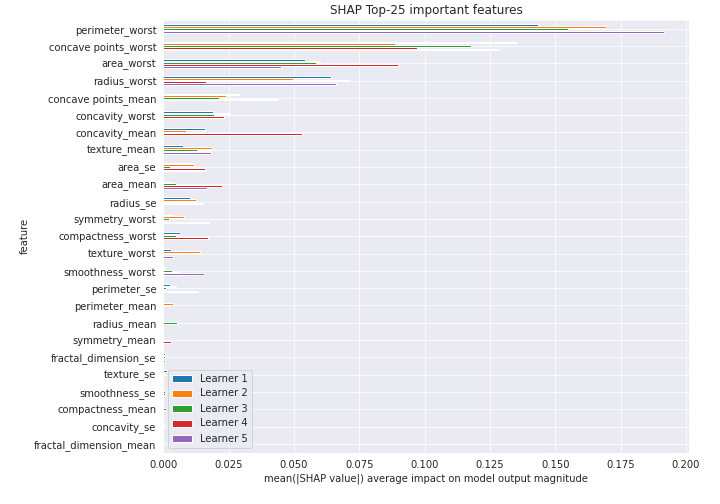 SHAP Top-25 important features
perimeter_worst
concave points_worst
area_worst
radius_worst
concave points_mean
concavity_worst
concavity_mean
texture_mean
area_se
area_mean
radius_se
symmetry_worst
compactness_worst
texture_worst
smoothness_worst
perimeter_se
perimeter_mean
radius_mean
symmetry_mean
fractal_dimension_se
texture_se
smoothness_se
compactness_mean
concavity_se
fractal_dimension_mean
feature
Learner 1
Learner 2
Learner 3
Learner 4
Learner 5
0.000 0.025 0.050 0.075 0.100 0.125 0.150 0.175 0.200
mean(|SHAP value|) average impact on model output magnitude